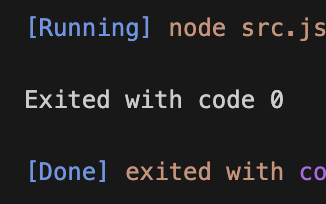 [Running] node src.js
Exited with code 0
[Done] exited with co